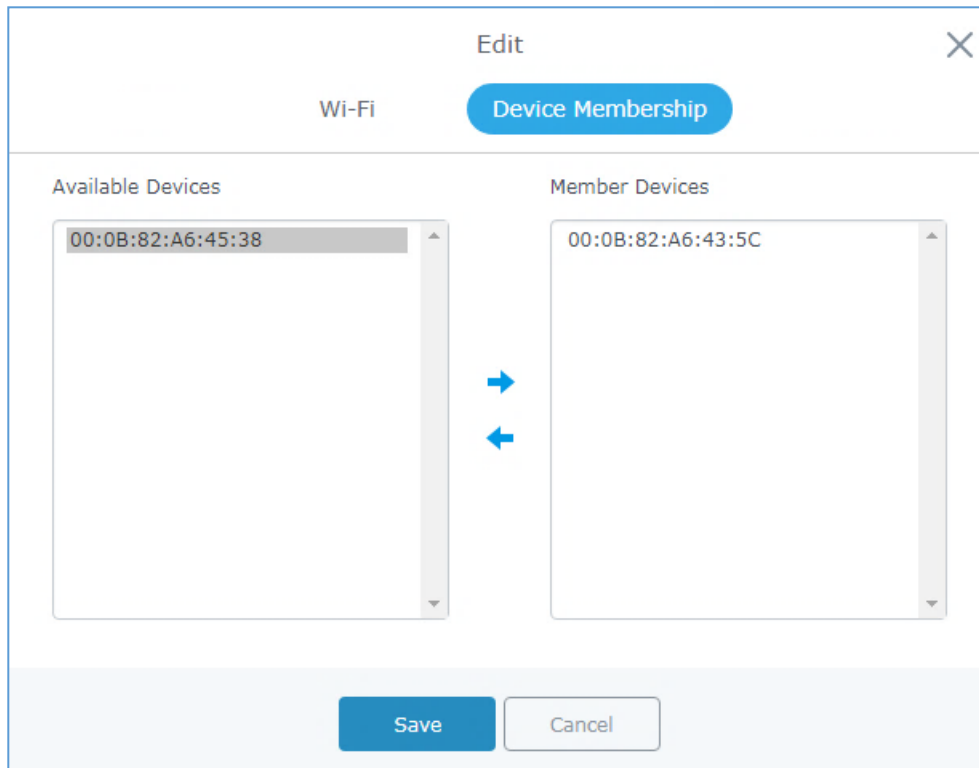 Edit
Wi-Fi
Device Membership
Available Devices
Member Devices
00:0B:82:A6:45:38
00:0B:82:A6:43:5C
Save
Cancel